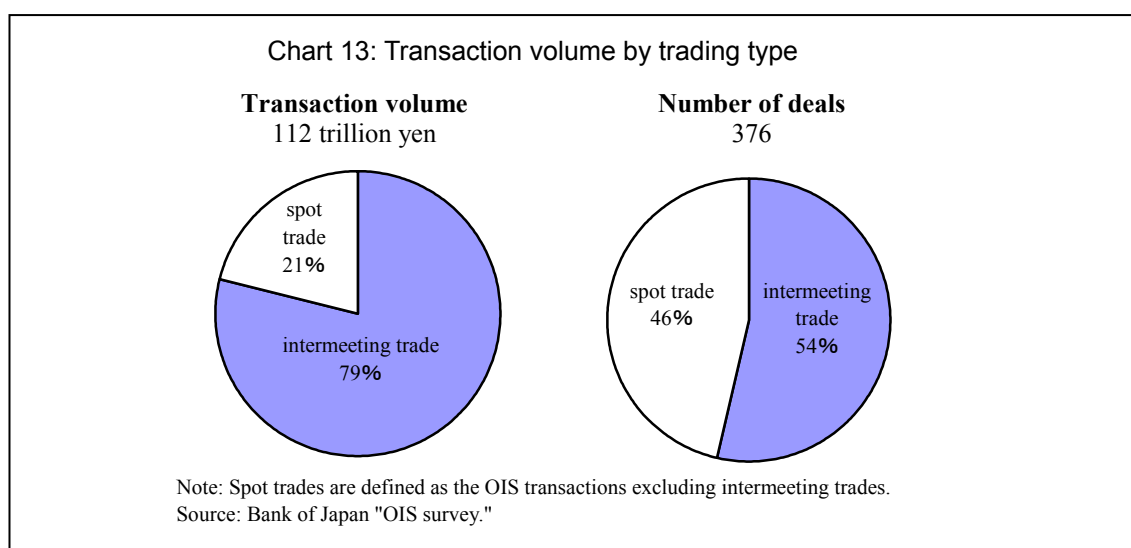 Chart 13: Transaction volume by trading type
Transaction volume
112 trillion yen
spot
trade
21%
intermeeting trade
79%
Number of deals
376
spot trade
46%
intermeeting
trade
54%
Note: Spot trades are defined as the OIS transactions excluding intermeeting trades.
Source: Bank of Japan "OIS survey."